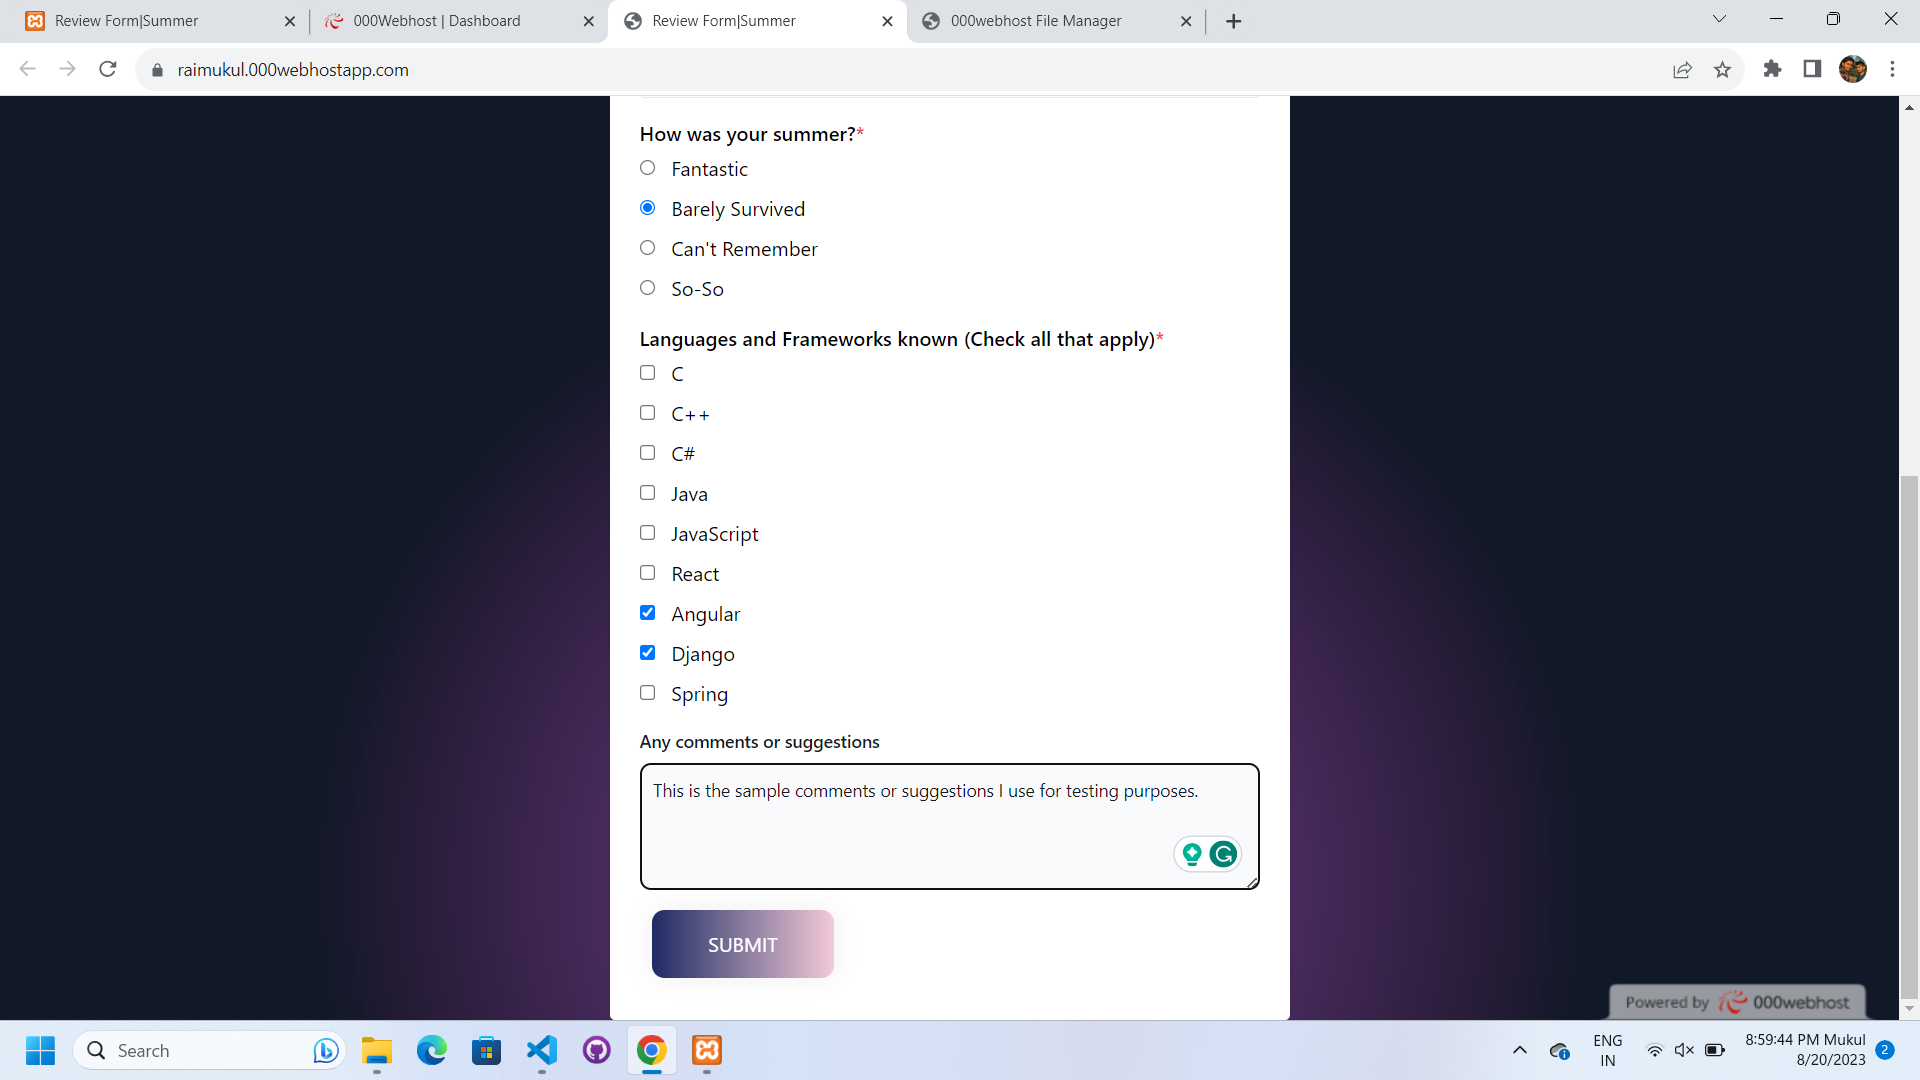 Review Form|Summer
000Webhost | Dashboard
Review Form|Summer
000webhost File Manager
raimukul.000webhostapp.com
How was your summer?*
Fantastic
Barely Survived
Can't Remember
So-So
Languages and Frameworks known (Check all that apply)*
C
C++
C#
Java
JavaScript
React
Angular
Django
Spring
Any comments or suggestions
This is the sample comments or suggestions I use for testing purposes.
SUBMIT
Powered by 000webhost
Search
ENG
IN
8:59:44 PM Mukul
8/20/2023
2